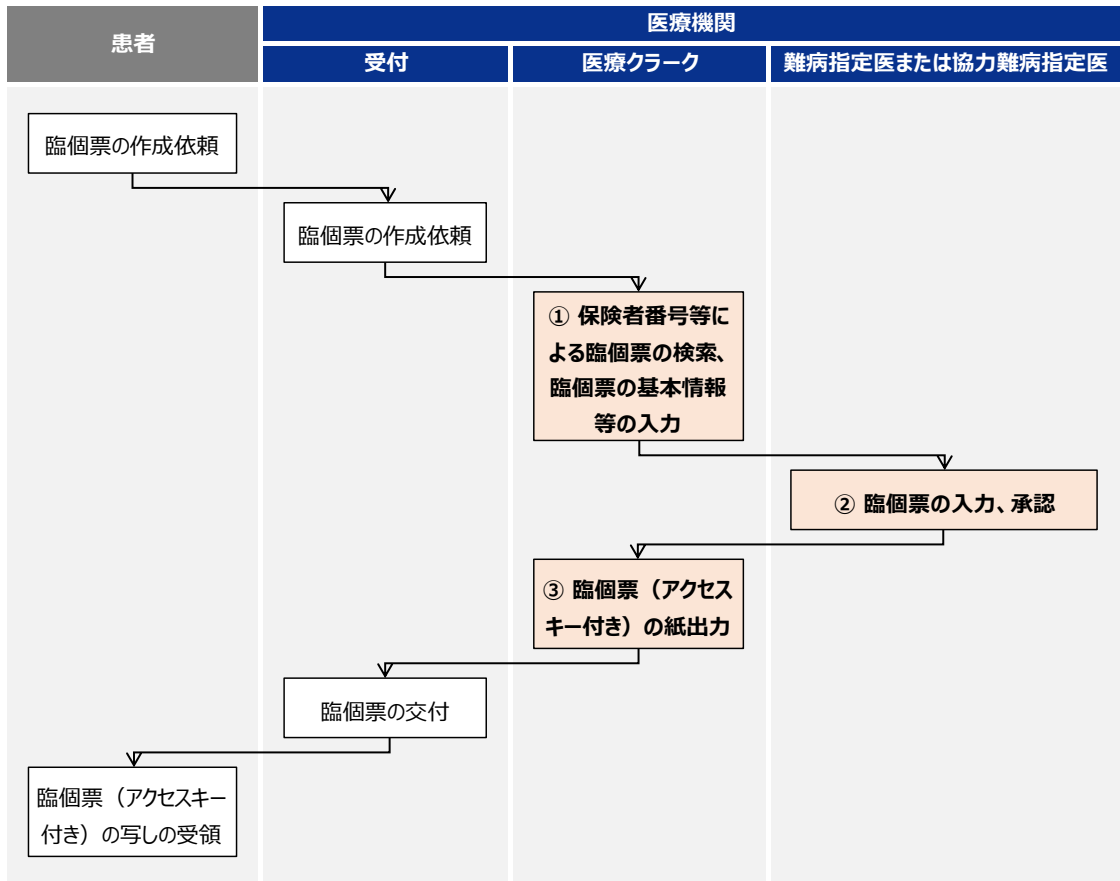 患者
医療機関
受付
医療クラーク
難病指定医または協力難病指定医
臨個票の作成依頼
臨個票の作成依頼
① 保険者番号等に
よる臨個票の検索、
臨個票の基本情報
等の入力
② 臨個票の入力、承認
③ 臨個票（アクセス
キー付き）の紙出力
臨個票の交付
臨個票（アクセスキー
付き）の写しの受領